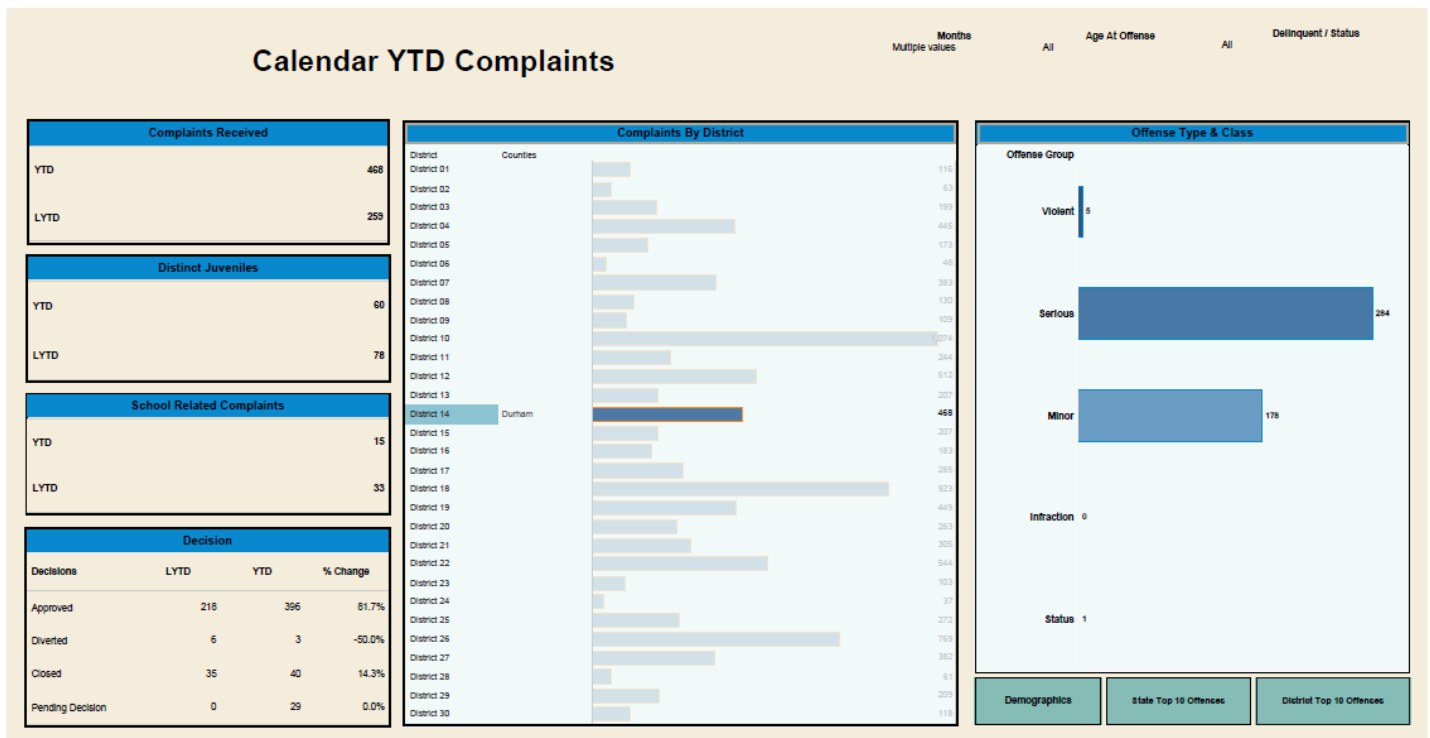 Calendar YTD Complaints
Months
Multiple values
Age At Offense
All
Delinquent / Status
All
Complaints Received
YTD 468
LYTD 259
Distinct Juveniles
YTD 60
LYTD 78
School Related Complaints
YTD 15
LYTD 33
Decision
Decisions LYTD YTD % Change
Approved 218 396 81.7%
Diverted 6 3 -50.0%
Closed 35 40 14.3%
Pending Decision 0 29 0.0%
Complaints By District
District Counties
District 01 116
District 02 63
District 03 199
District 04 445
District 05 173
District 06 46
District 07 383
District 08 130
District 09 109
District 10 1,074
District 11 244
District 12 512
District 13 207
District 14 Durham 468
District 15 207
District 16 183
District 17 285
District 18 923
District 19 449
District 20 263
District 21 305
District 22 544
District 23 103
District 24 37
District 25 272
District 26 769
District 27 382
District 28 61
District 29 209
District 30 118
Offense Type & Class
Offense Group
Violent 5
Serious 284
Minor 178
Infraction 0
Status 1
Demographics
State Top 10 Offenses
District Top 10 Offenses